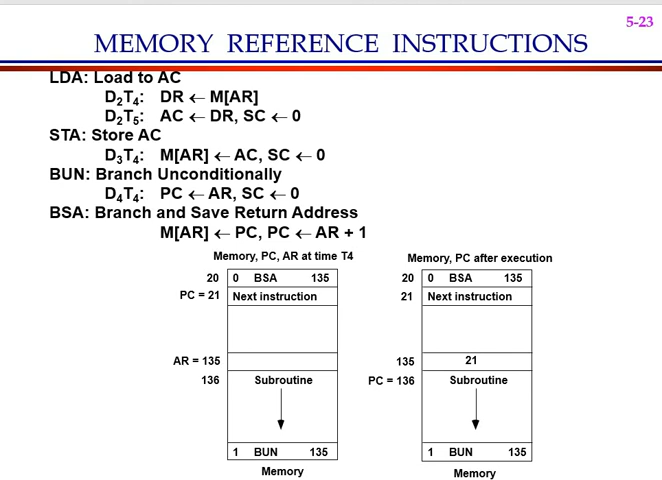 5-23
MEMORY REFERENCE INSTRUCTIONS
LDA: Load to AC
D₂T₄: DR ← M[AR]
D₂T₅: AC ← DR, SC ← 0
STA: Store AC
D₃T₄: M[AR] ← AC, SC ← 0
BUN: Branch Unconditionally
D₄T₄: PC ← AR, SC ← 0
BSA: Branch and Save Return Address
M[AR] ← PC, PC ← AR + 1
Memory, PC, AR at time T4
20 0 BSA 135
PC = 21 Next instruction
AR = 135
136 Subroutine
1 BUN 135
Memory
Memory, PC after execution
20 0 BSA 135
21 Next instruction
135 21
PC = 136 Subroutine
1 BUN 135
Memory